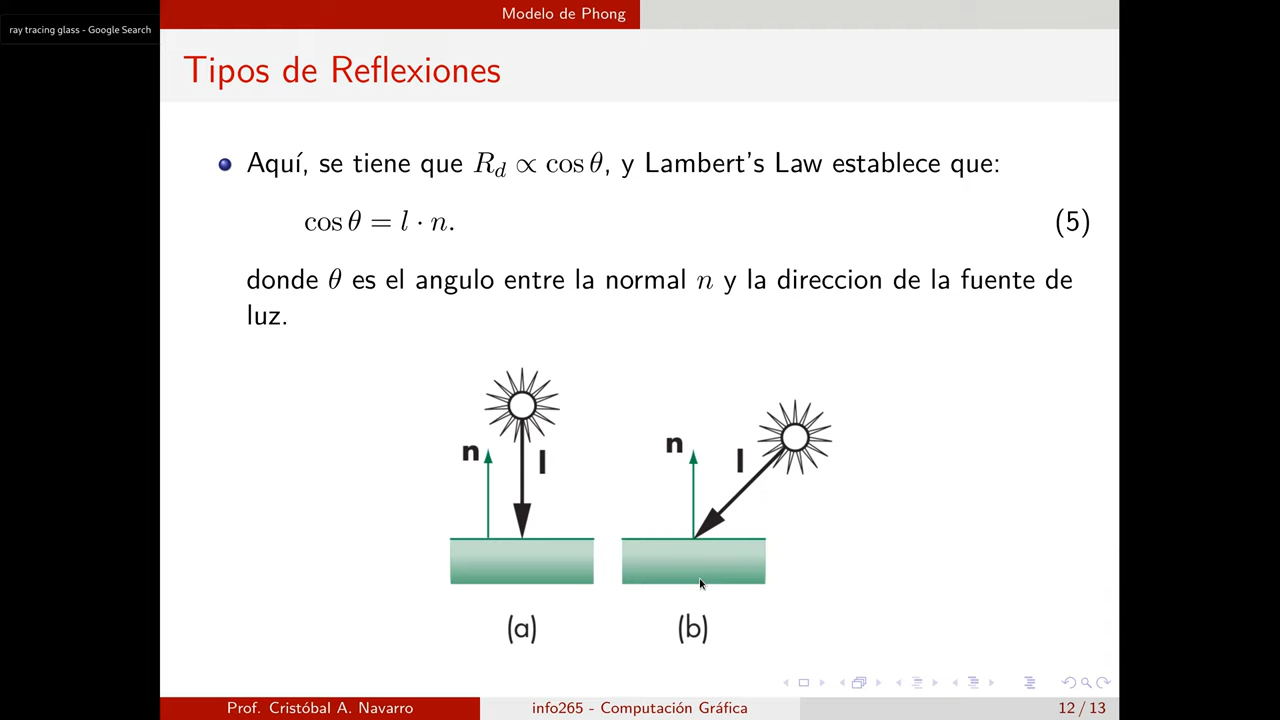 ray tracing glass - Google Search
Modelo de Phong
Tipos de Reflexiones
Aquí, se tiene que R_d ∝ cos θ, y Lambert's Law establece que:
cos θ = l · n. (5)
donde θ es el angulo entre la normal n y la direccion de la fuente de
luz.
n l n l
(a) (b)
Prof. Cristóbal A. Navarro info265 - Computación Gráfica 12 / 13